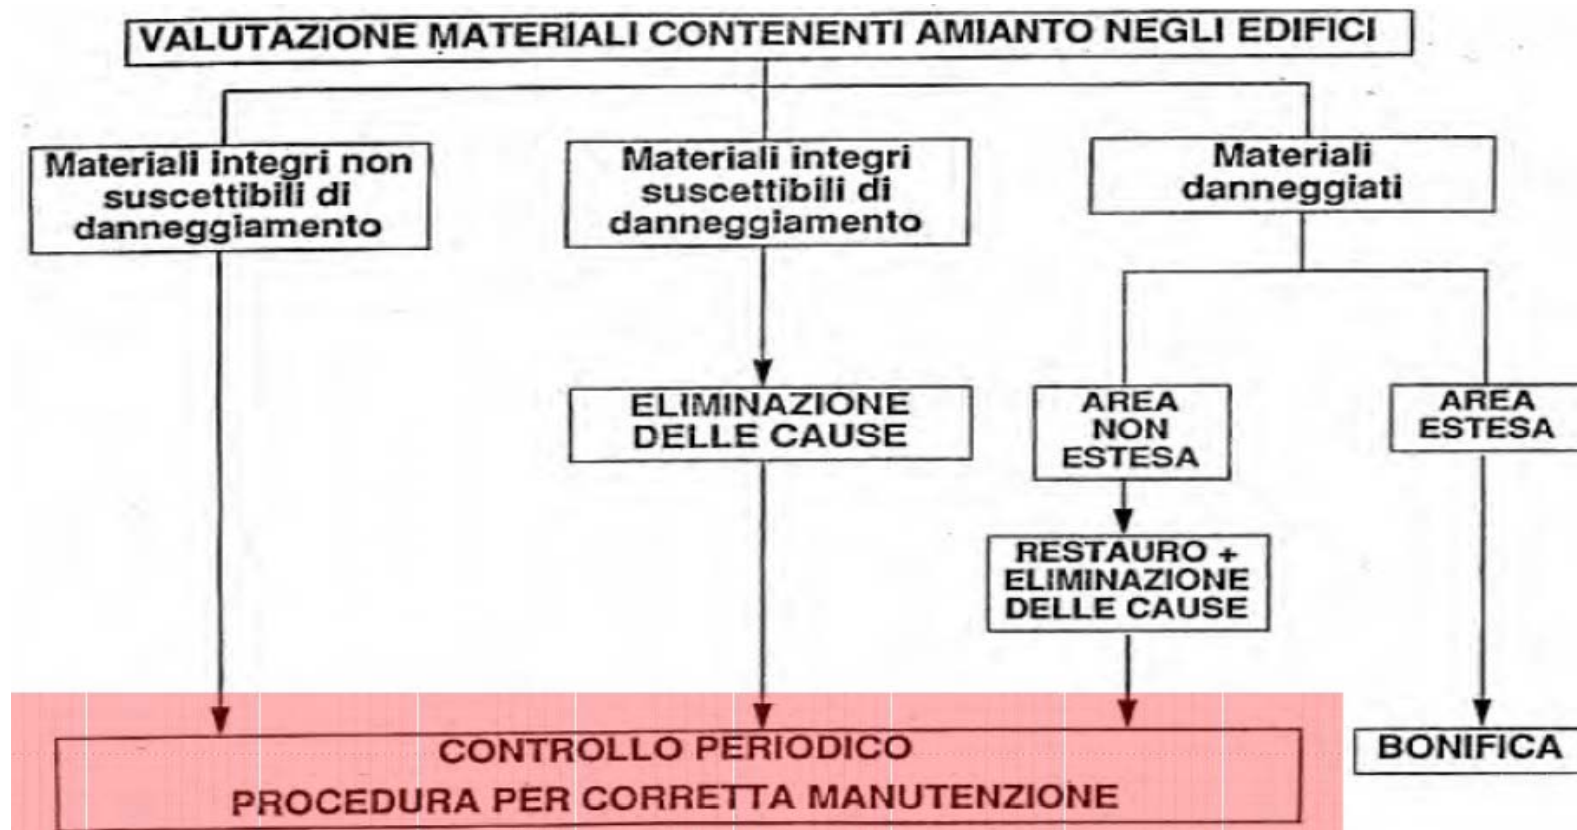 VALUTAZIONE MATERIALI CONTENENTI AMIANTO NEGLI EDIFICI
Materiali integri non
suscettibili di
danneggiamento
Materiali integri
suscettibili di
danneggiamento
Materiali
danneggiati
ELIMINAZIONE
DELLE CAUSE
AREA
NON
ESTESA
AREA
ESTESA
RESTAURO +
ELIMINAZIONE
DELLE CAUSE
CONTROLLO PERIODICO
PROCEDURA PER CORRETTA MANUTENZIONE
BONIFICA